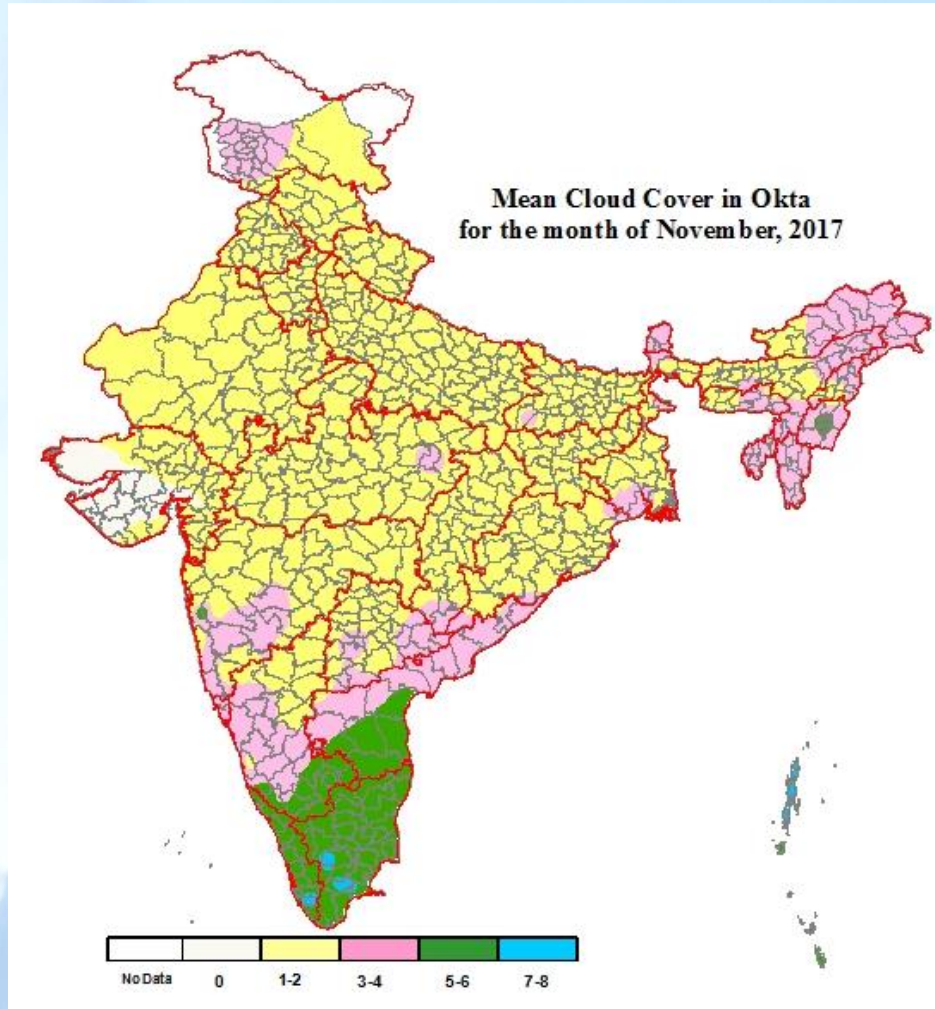 Mean Cloud Cover in Okta
for the month of November, 2017
No Data 0 1-2 3-4 5-6 7-8